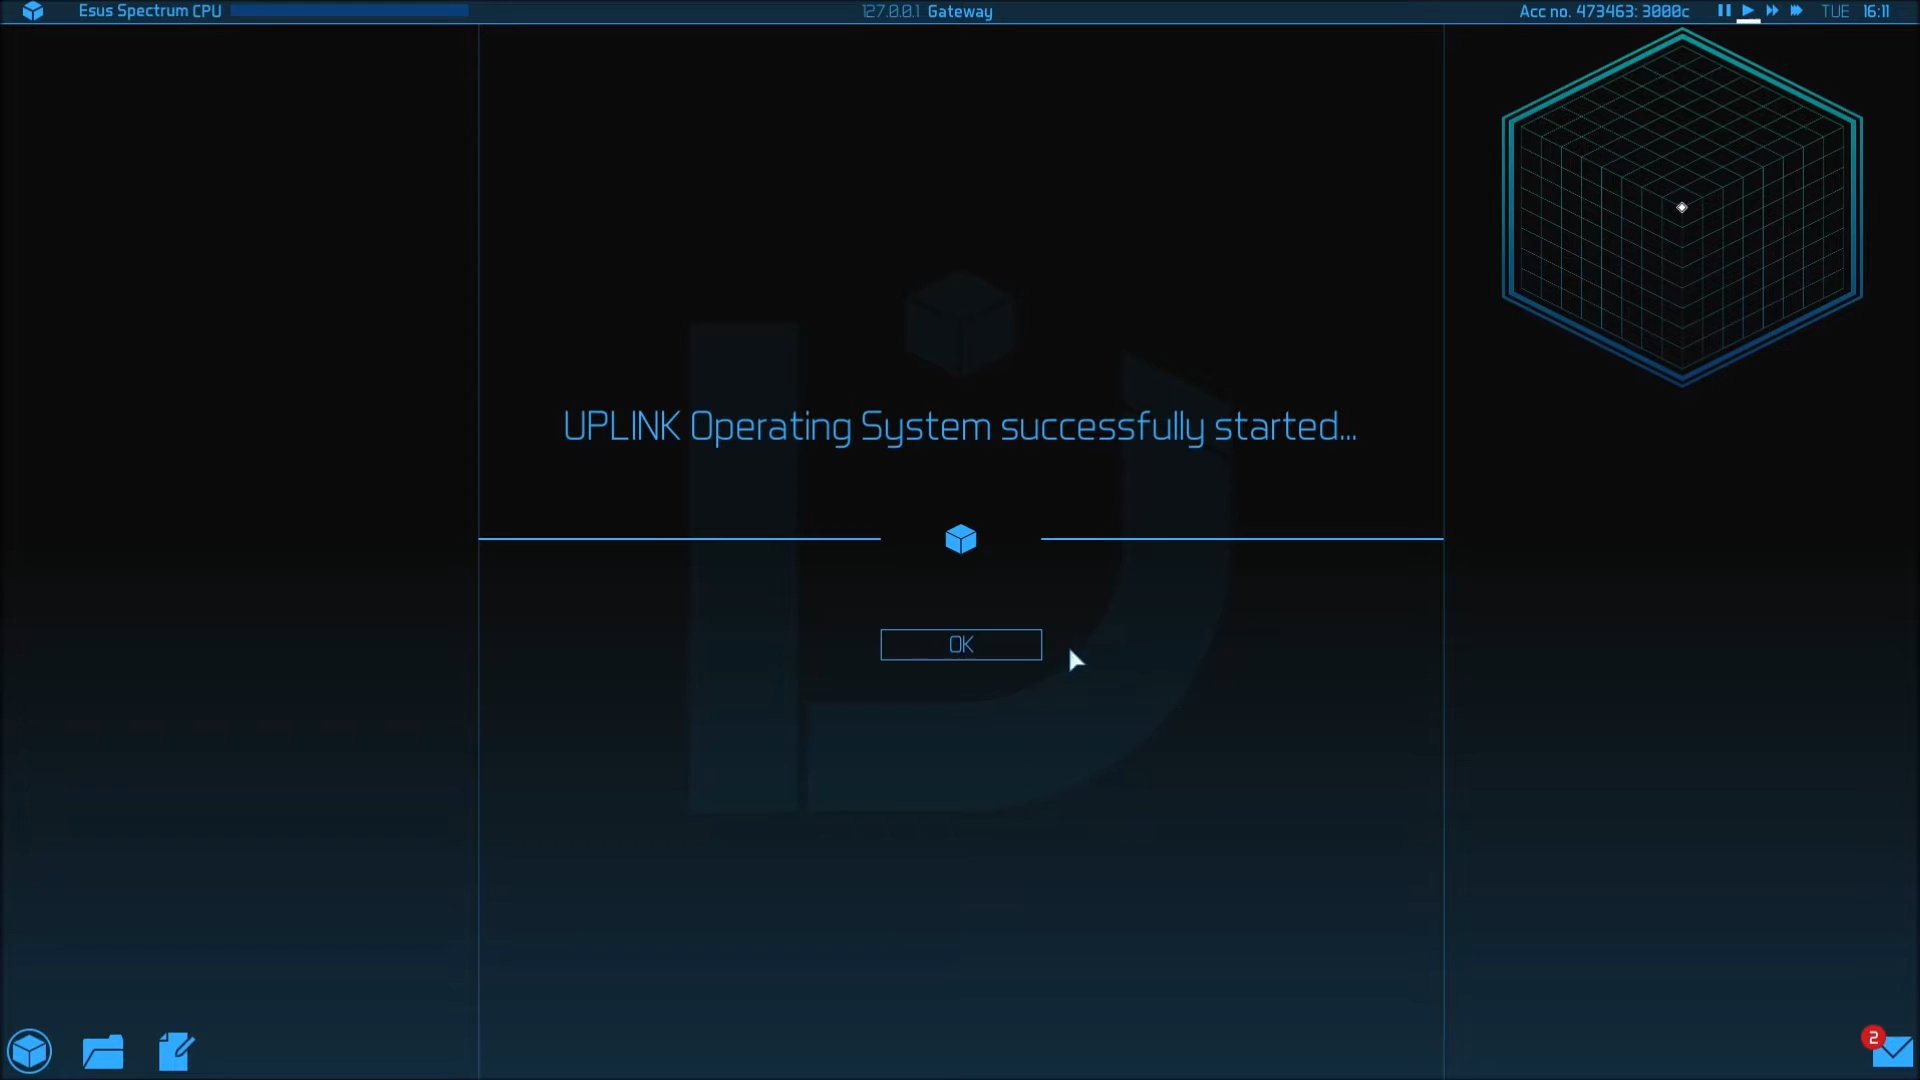 Esus Spectrum CPU
127.0.0.1 Gateway
Acc no. 473463: 3000c
TUE 16:11
UPLINK Operating System successfully started...
OK
2